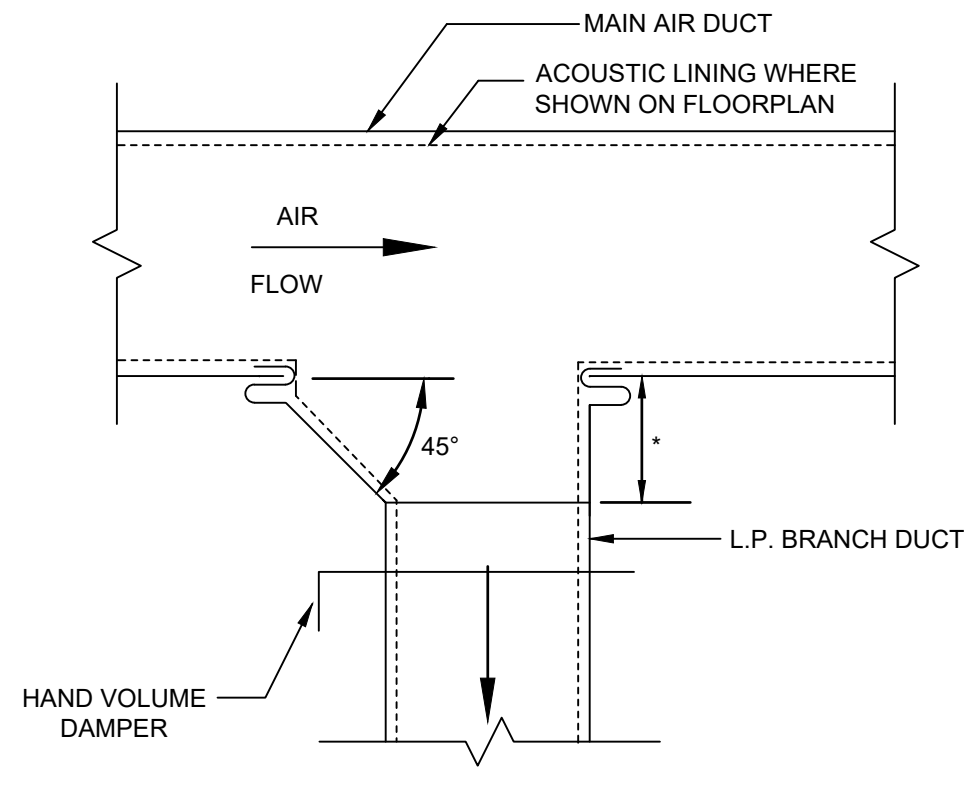 MAIN AIR DUCT
ACOUSTIC LINING WHERE
SHOWN ON FLOORPLAN
AIR
FLOW
45°
*
L.P. BRANCH DUCT
HAND VOLUME
DAMPER